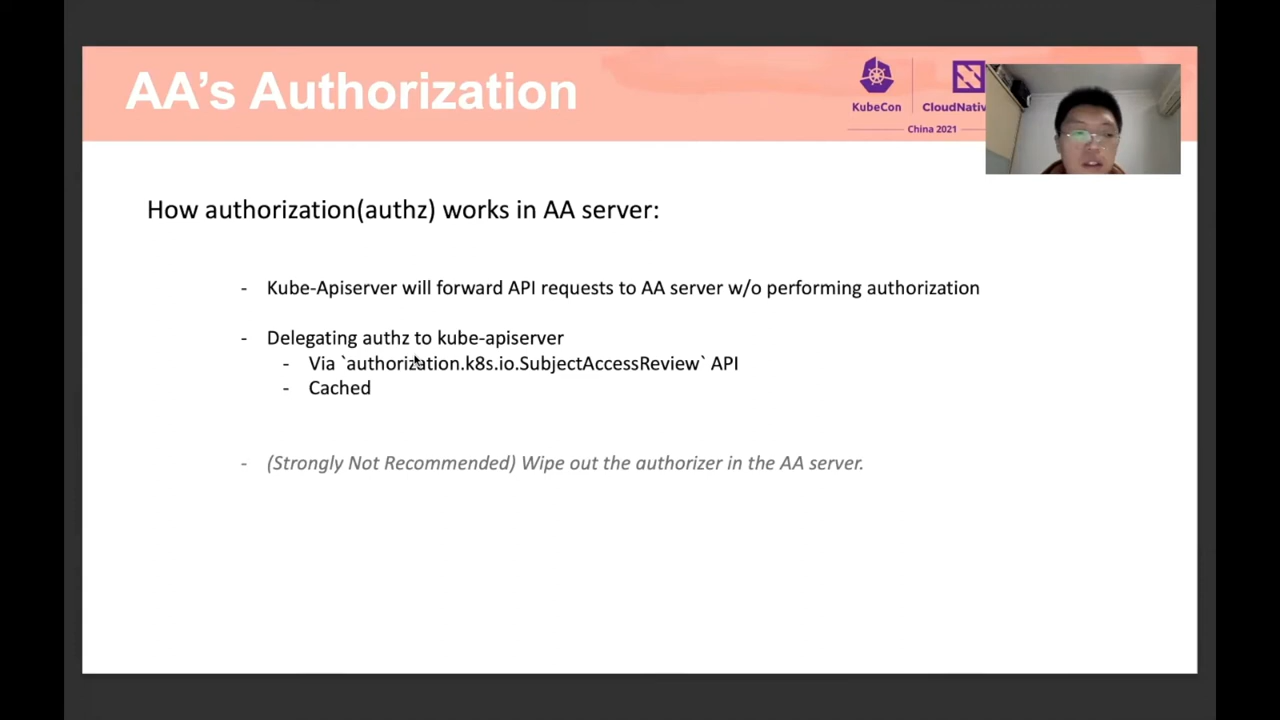 AA's Authorization
KubeCon
CloudNativ
China 2021
How authorization(authz) works in AA server:
- Kube-Apiserver will forward API requests to AA server w/o performing authorization
- Delegating authz to kube-apiserver
- Via `authorization.k8s.io.SubjectAccessReview` API
- Cached
- (Strongly Not Recommended) Wipe out the authorizer in the AA server.